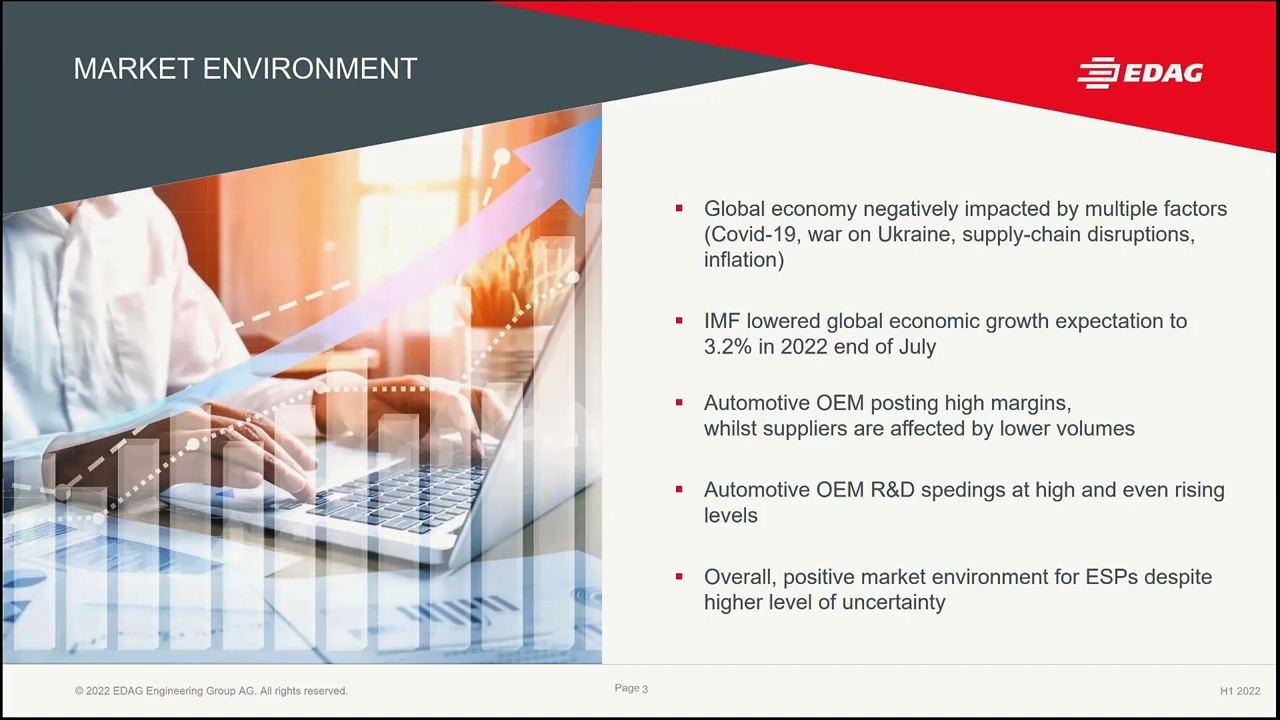 MARKET ENVIRONMENT
EDAG
Global economy negatively impacted by multiple factors
(Covid-19, war on Ukraine, supply-chain disruptions,
inflation)
IMF lowered global economic growth expectation to
3.2% in 2022 end of July
Automotive OEM posting high margins,
whilst suppliers are affected by lower volumes
Automotive OEM R&D spedings at high and even rising
levels
Overall, positive market environment for ESPs despite
higher level of uncertainty
© 2022 EDAG Engineering Group AG. All rights reserved.
Page 3
H1 2022